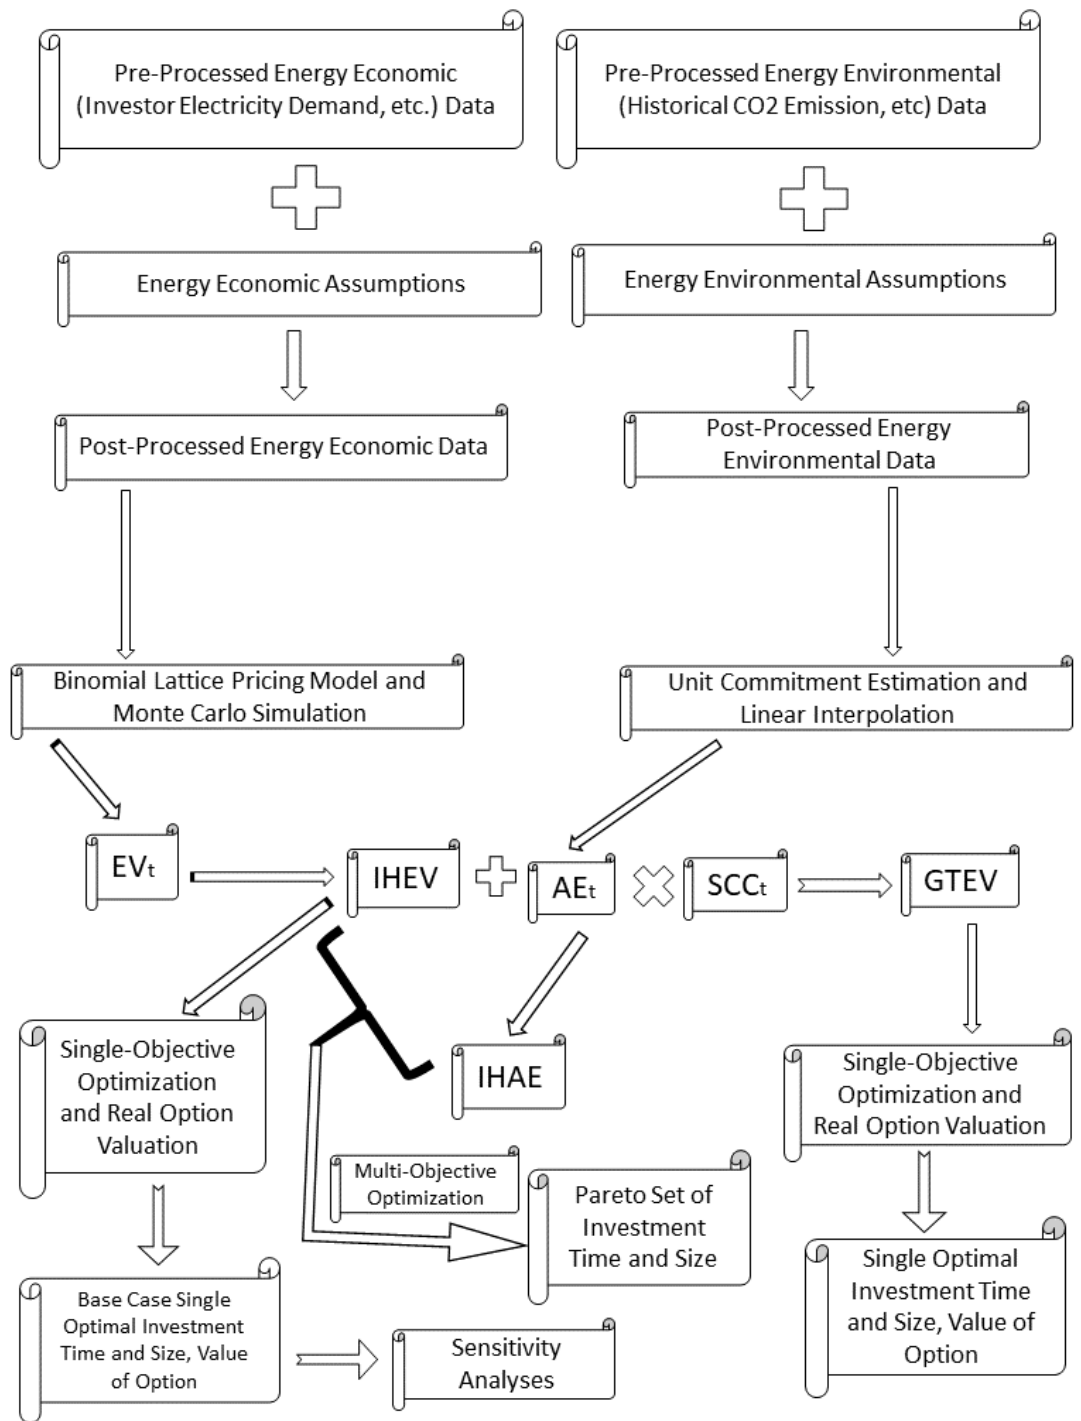 Pre-Processed Energy Economic
(Investor Electricity Demand, etc.) Data
Pre-Processed Energy Environmental
(Historical CO2 Emission, etc) Data
Energy Economic Assumptions
Energy Environmental Assumptions
Post-Processed Energy Economic Data
Post-Processed Energy
Environmental Data
Binomial Lattice Pricing Model and
Monte Carlo Simulation
Unit Commitment Estimation and
Linear Interpolation
EVt
IHEV
AEt
SCCt
GTEV
Single-Objective
Optimization
and Real Option
Valuation
IHAE
Single-Objective
Optimization and
Real Option Valuation
Multi-Objective
Optimization
Pareto Set of
Investment
Time and Size
Base Case Single
Optimal Investment
Time and Size, Value
of Option
Sensitivity
Analyses
Single Optimal
Investment Time
and Size, Value of
Option